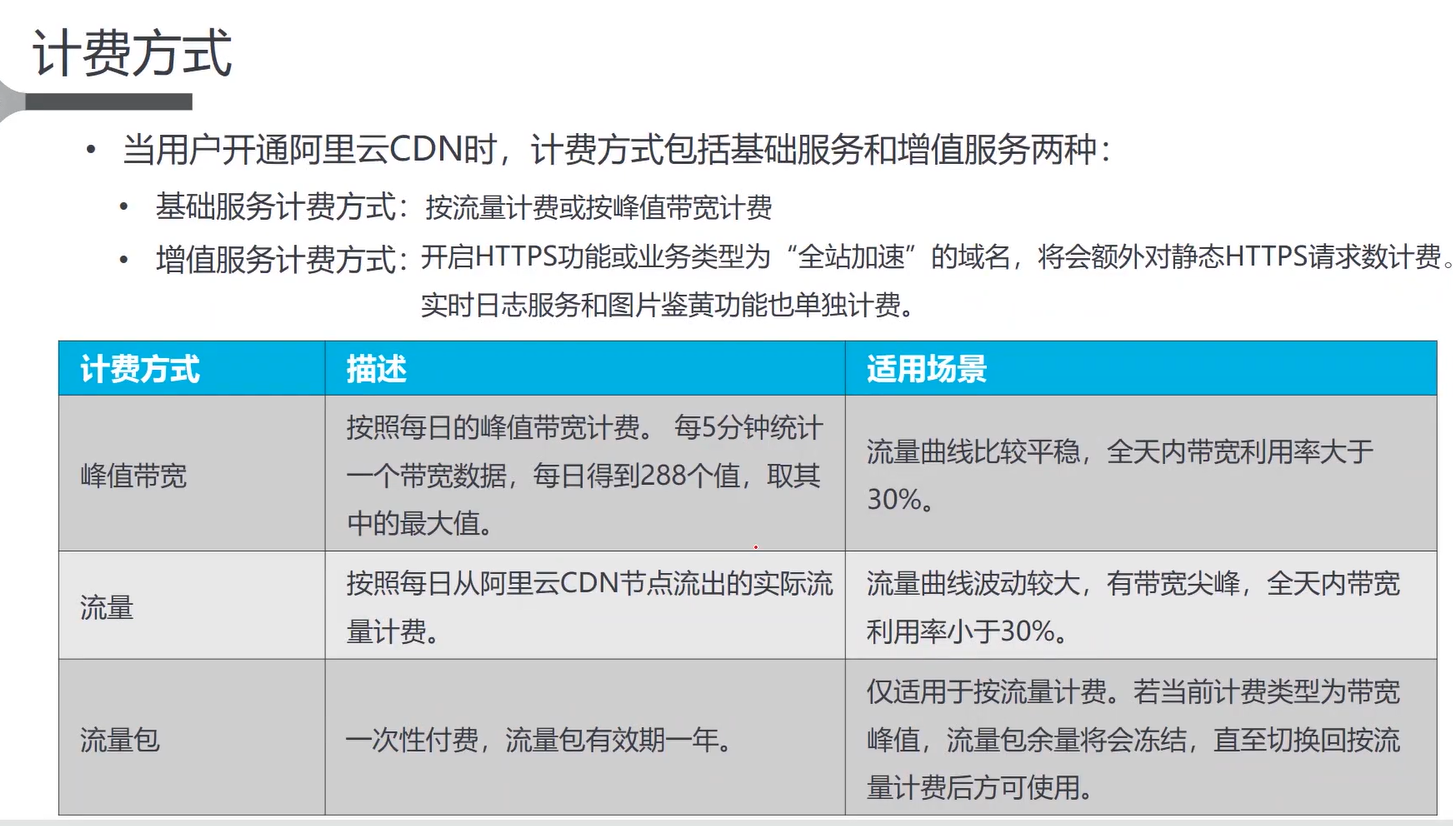 计费方式
• 当用户开通阿里云CDN时，计费方式包括基础服务和增值服务两种：
• 基础服务计费方式：按流量计费或按峰值带宽计费
• 增值服务计费方式：开启HTTPS功能或业务类型为“全站加速”的域名，将会额外对静态HTTPS请求数计费。
实时日志服务和图片鉴黄功能也单独计费。
计费方式 描述 适用场景
峰值带宽
按照每日的峰值带宽计费。 每5分钟统计
一个带宽数据，每日得到288个值，取其
中的最大值。
流量曲线比较平稳，全天内带宽利用率大于
30%。
流量
按照每日从阿里云CDN节点流出的实际流
量计费。
流量曲线波动较大，有带宽尖峰，全天内带宽
利用率小于30%。
流量包
一次性付费，流量包有效期一年。
仅适用于按流量计费。若当前计费类型为带宽
峰值，流量包余量将会冻结，直至切换回按流
量计费后方可使用。